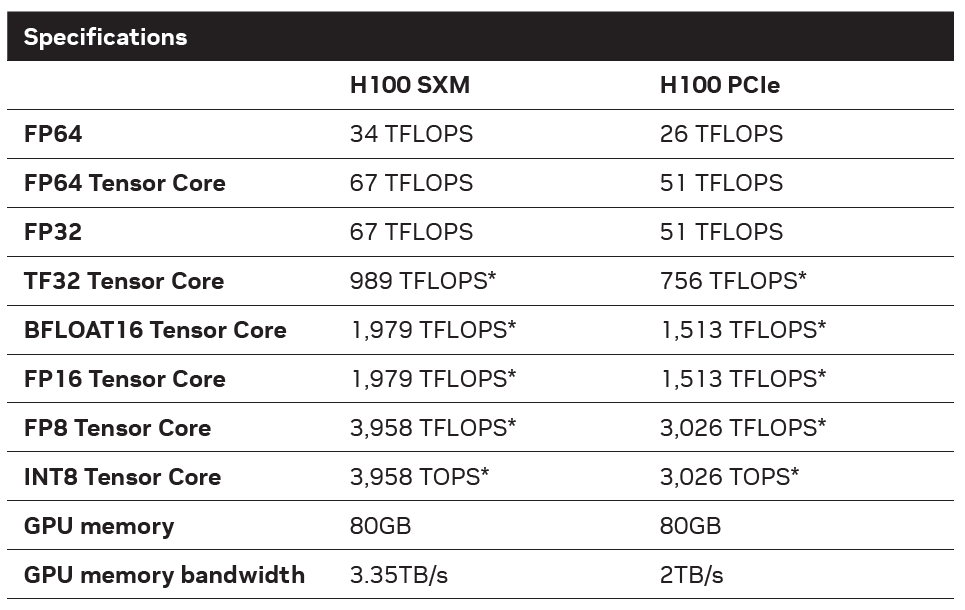 Specifications
H100 SXM H100 PCIe
FP64 34 TFLOPS 26 TFLOPS
FP64 Tensor Core 67 TFLOPS 51 TFLOPS
FP32 67 TFLOPS 51 TFLOPS
TF32 Tensor Core 989 TFLOPS* 756 TFLOPS*
BFLOAT16 Tensor Core 1,979 TFLOPS* 1,513 TFLOPS*
FP16 Tensor Core 1,979 TFLOPS* 1,513 TFLOPS*
FP8 Tensor Core 3,958 TFLOPS* 3,026 TFLOPS*
INT8 Tensor Core 3,958 TOPS* 3,026 TOPS*
GPU memory 80GB 80GB
GPU memory bandwidth 3.35TB/s 2TB/s